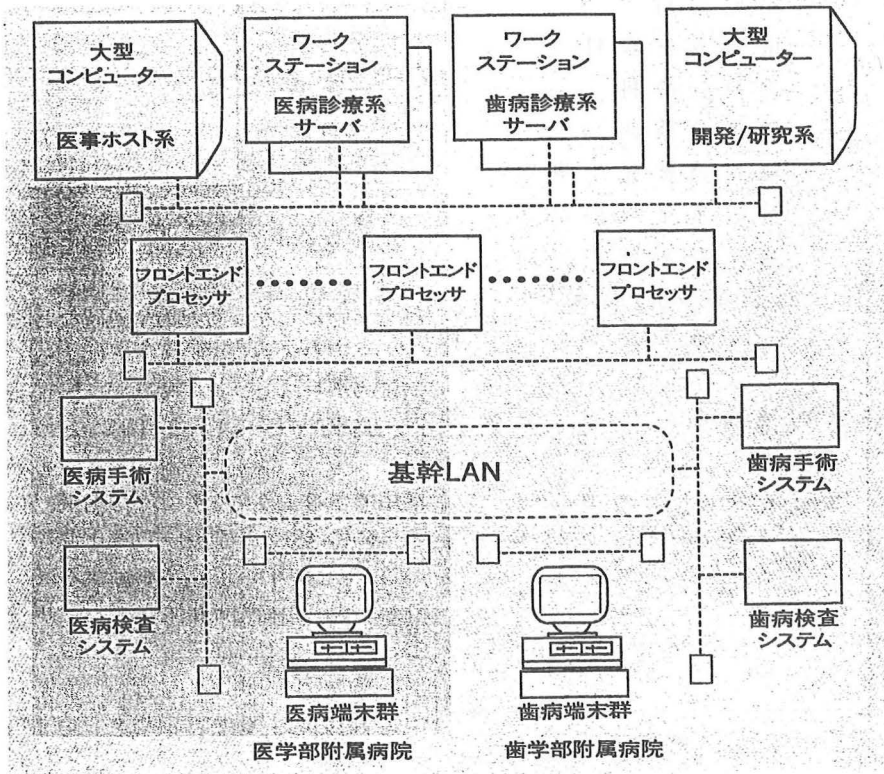 大型
コンピューター
医事ホスト系
ワーク
ステーション
医病診療系
サーバ
ワーク
ステーション
歯病診療系
サーバ
大型
コンピューター
開発/研究系
フロントエンド
プロセッサ
フロントエンド
プロセッサ
フロントエンド
プロセッサ
医病手術
システム
基幹LAN
歯病手術
システム
医病検査
システム
歯病検査
システム
医病端末群
歯病端末群
医学部附属病院
歯学部附属病院